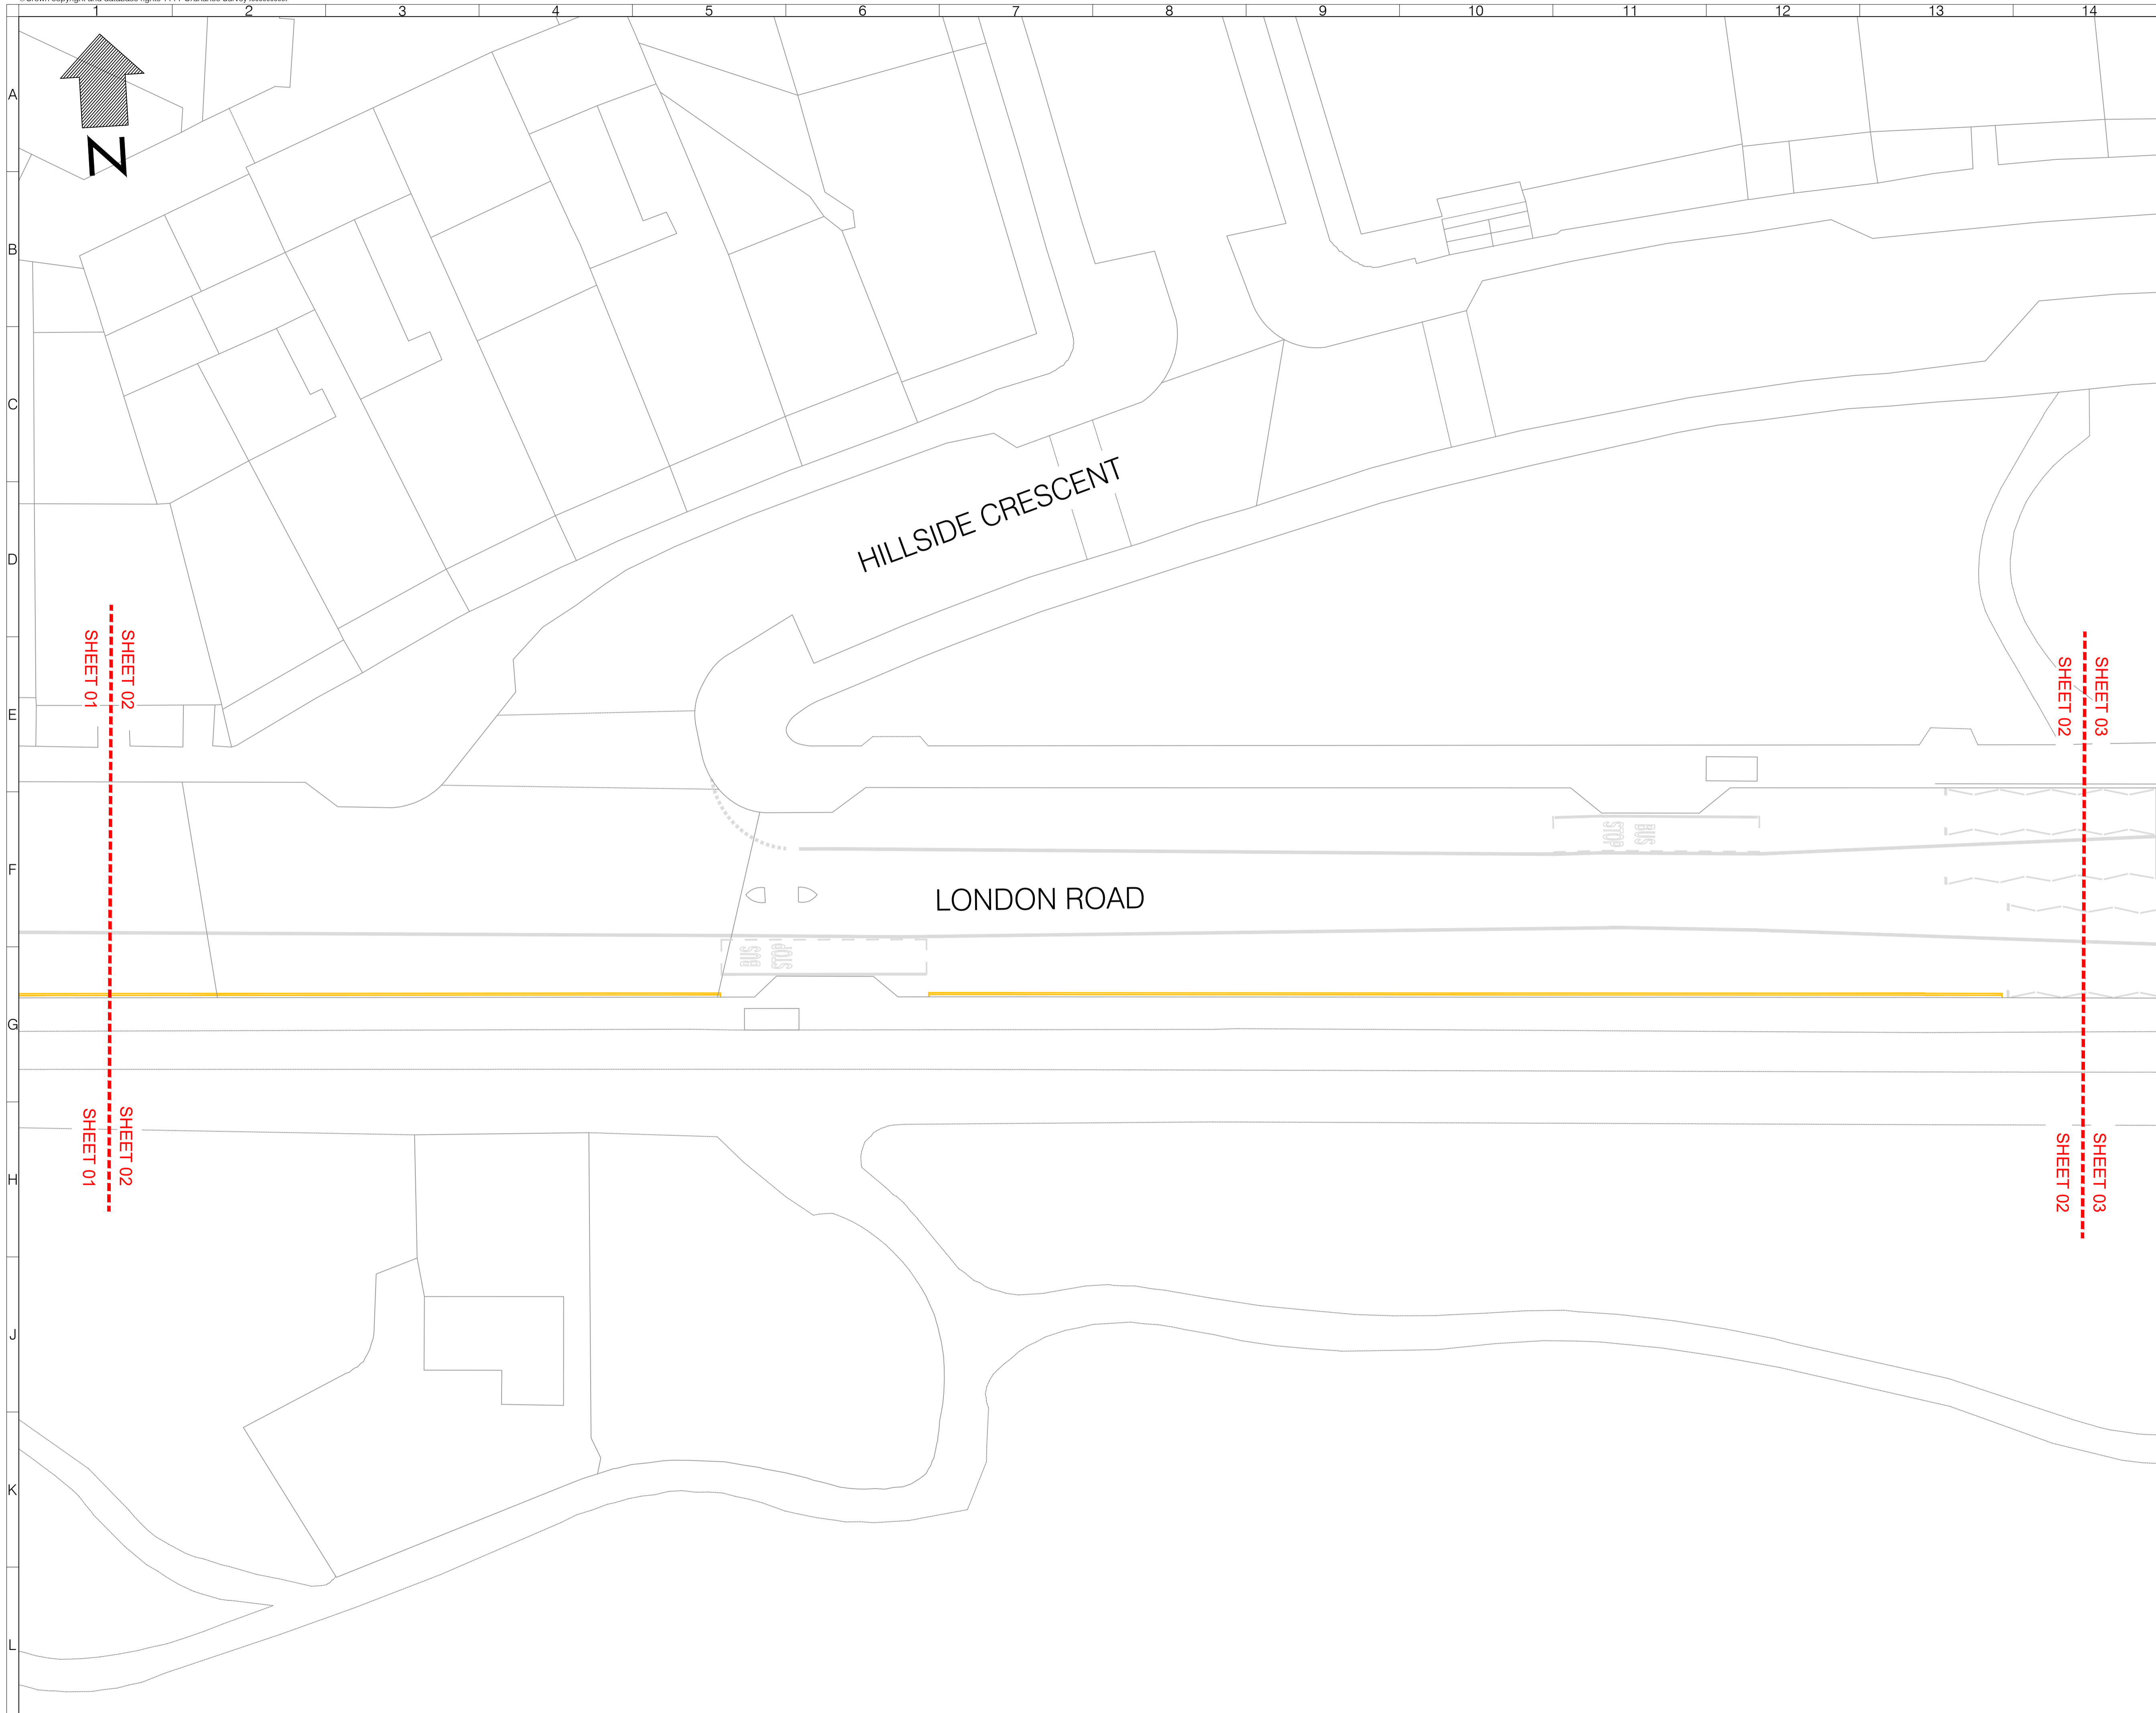 1 2 3 4 5 6 7 8 9 10 11 12 13 14
A
N
B
C
HILLSIDE CRESCENT
D
SHEET 01
SHEET 02
SHEET 02
SHEET 03
E
BUS
STOP
F
LONDON ROAD
BUS
STOP
G
SHEET 01
SHEET 02
SHEET 02
SHEET 03
H
J
K
L